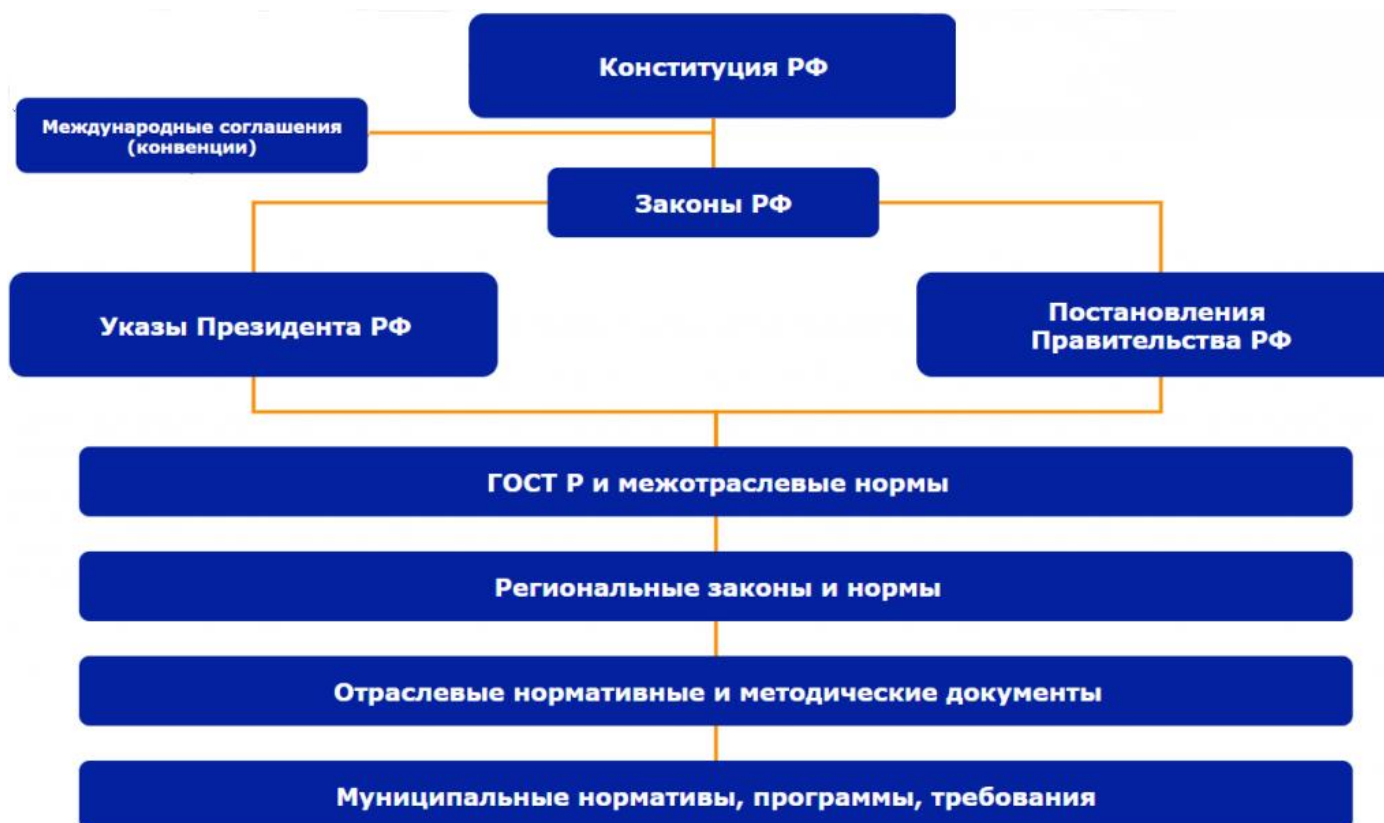 Конституция РФ
Международные соглашения
(конвенции)
Законы РФ
Указы Президента РФ
Постановления
Правительства РФ
ГОСТ Р и межотраслевые нормы
Региональные законы и нормы
Отраслевые нормативные и методические документы
Муниципальные нормативы, программы, требования